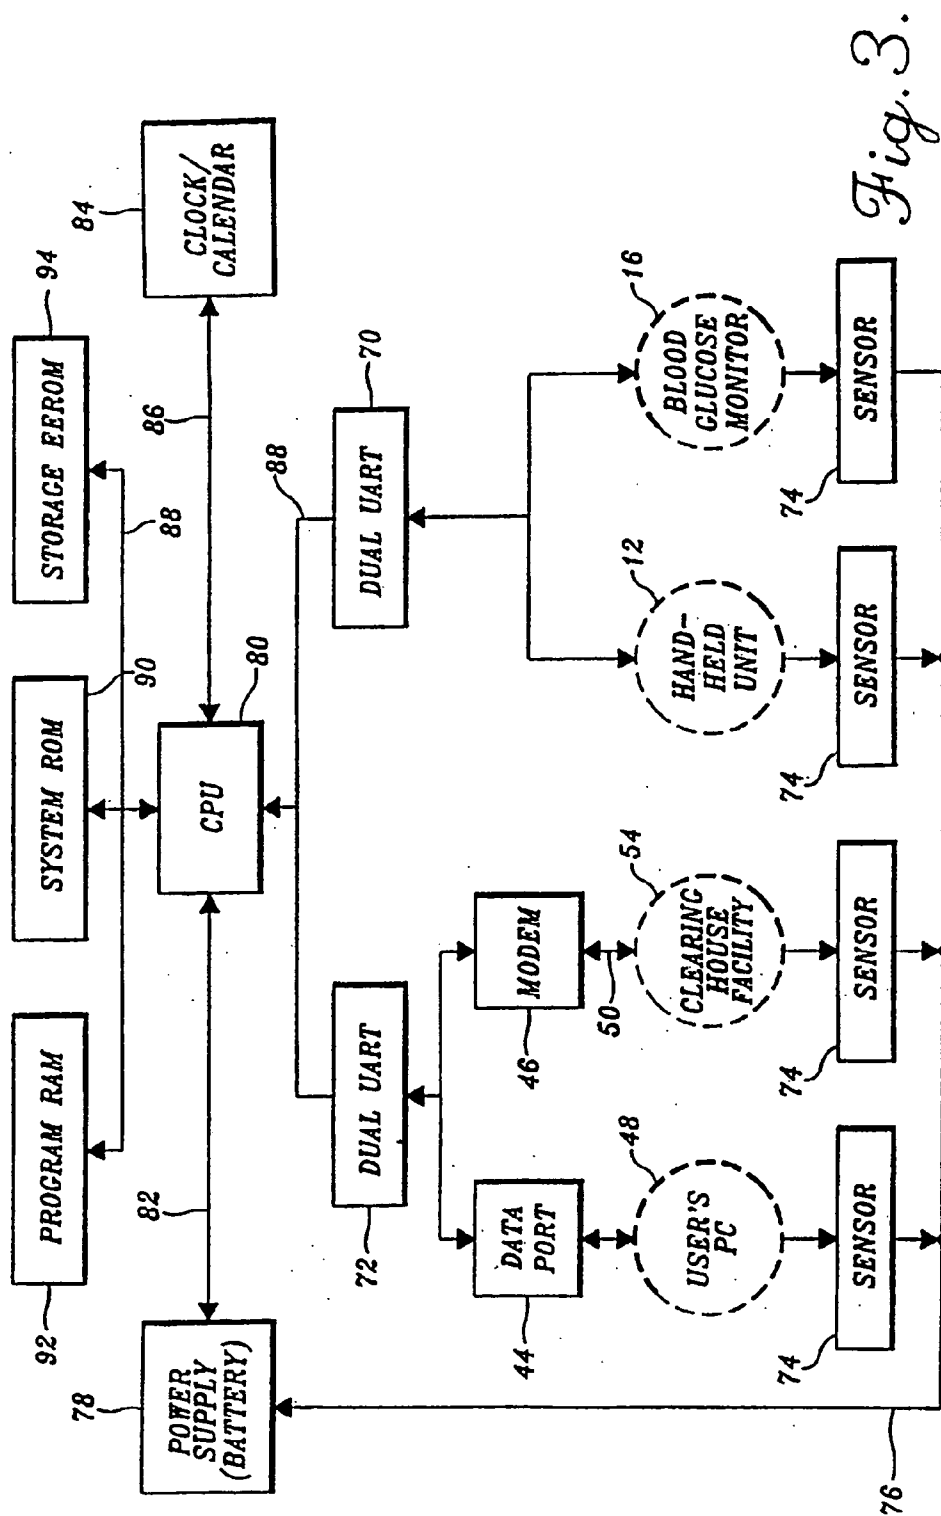 92
PROGRAM RAM
SYSTEM ROM
90
STORAGE EEROM
94
88
78
POWER
SUPPLY
(BATTERY)
82
CPU
80
86
CLOCK/
CALENDAR
84
72
DUAL UART
88
DUAL UART
70
44
DATA
PORT
46
MODEM
50
48
USER'S
PC
54
CLEARING
HOUSE
FACILITY
12
HAND-
HELD
UNIT
16
BLOOD
GLUCOSE
MONITOR
74
SENSOR
74
SENSOR
74
SENSOR
74
SENSOR
76
Fig. 3.